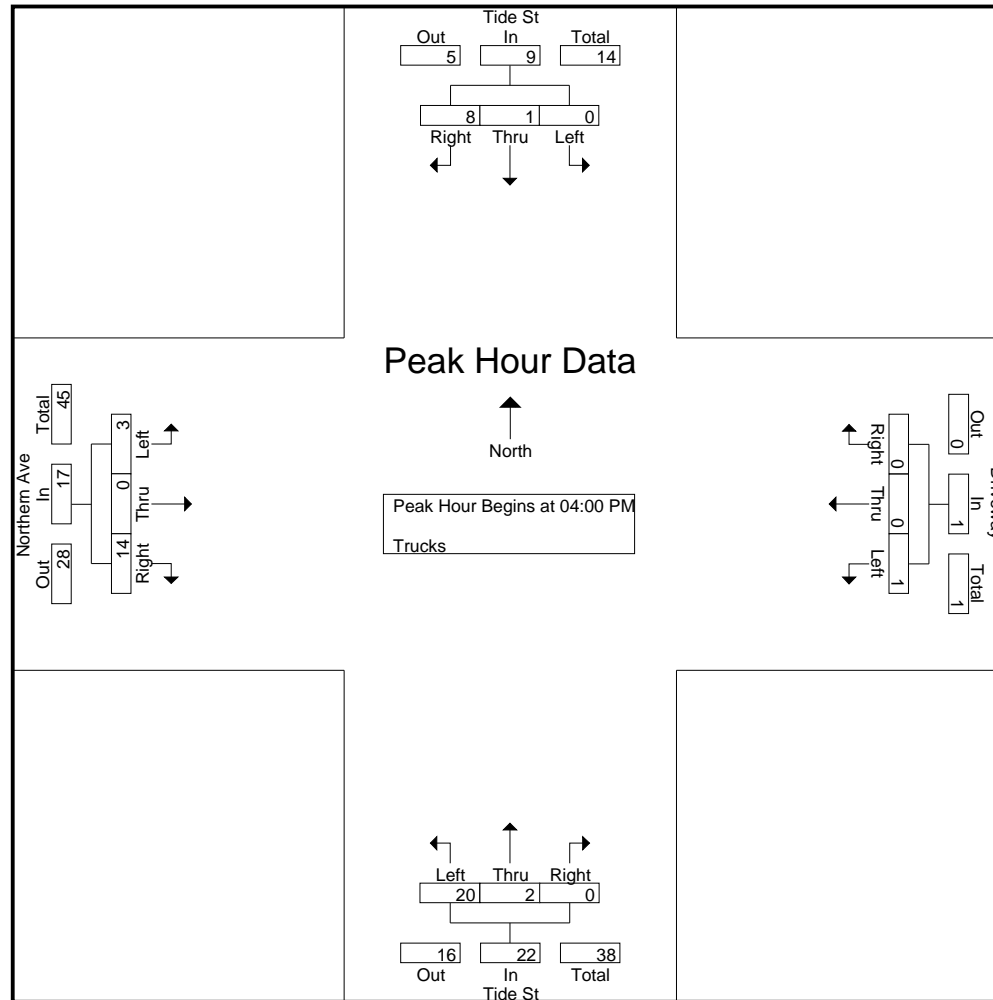 Tide St
Out In Total
5 9 14
8 1 0
Right Thru Left
Peak Hour Data
North
Peak Hour Begins at 04:00 PM
Trucks
Northern Ave
Total In Out
45 17 28
3 0 14
Left Thru Right
Right Thru Left
0 0 1
Out In Total
0 1 1
Left Thru Right
20 2 0
16 22 38
Out In Total
Tide St